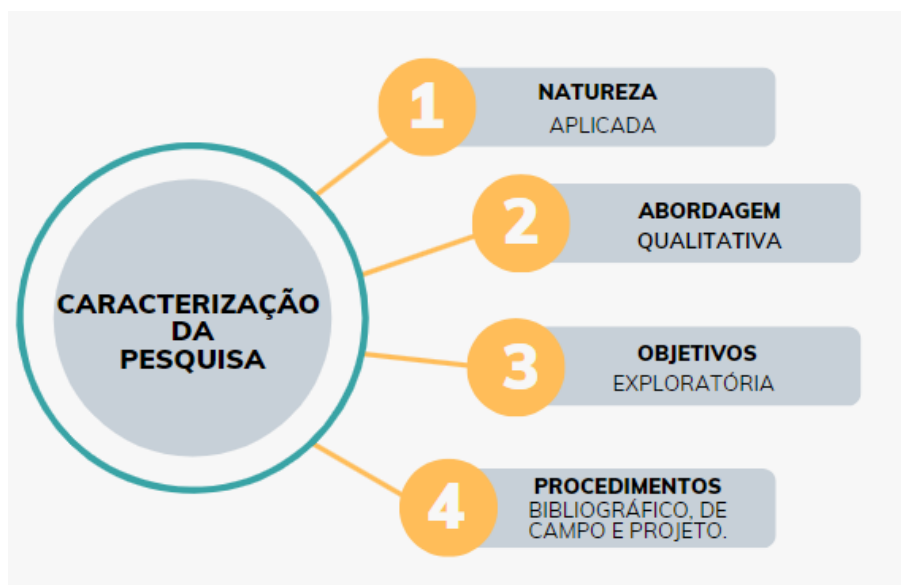 CARACTERIZAÇÃO
DA
PESQUISA
1
NATUREZA
APLICADA
2
ABORDAGEM
QUALITATIVA
3
OBJETIVOS
EXPLORATÓRIA
4
PROCEDIMENTOS
BIBLIOGRÁFICO, DE
CAMPO E PROJETO.